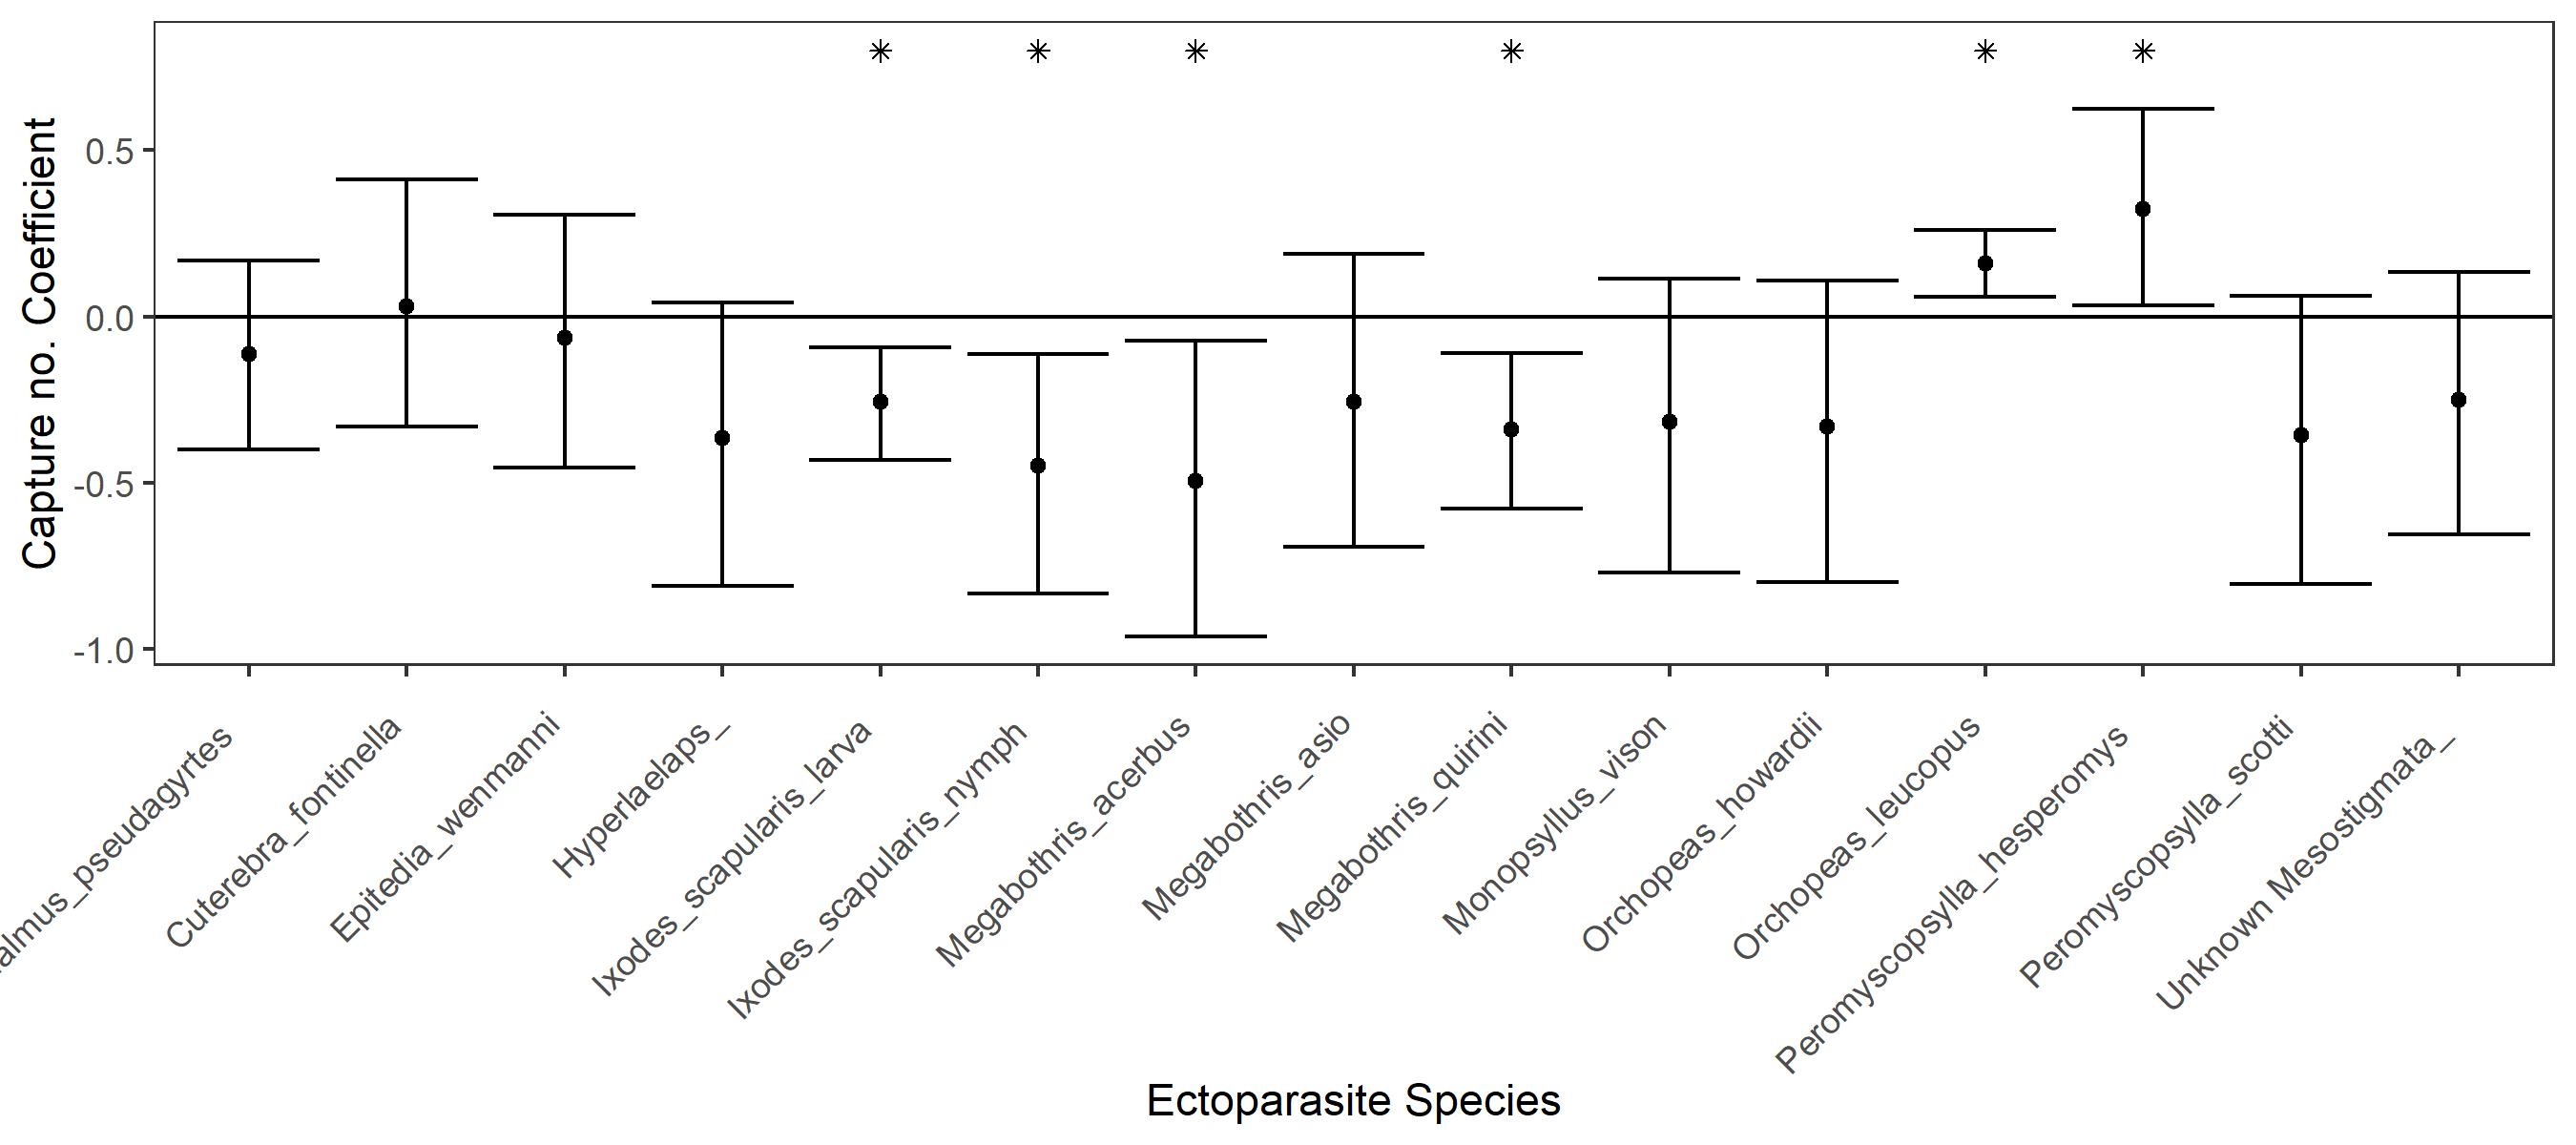 Capture no. Coefficient
0.5
0.0
-0.5
-1.0
* * * * * *
almus_pseudagyrtes
Cuterebra_fontinella
Epitedia_wenmanni
Hyperlaelaps_
Ixodes_scapularis_larva
Ixodes_scapularis_nymph
Megabothris_acerbus
Megabothris_asio
Megabothris_quirini
Monopsyllus_vison
Orchopeas_howardii
Orchopeas_leucopus
Peromyscopsylla_hesperomys
Peromyscopsylla_scotti
Unknown Mesostigmata_
Ectoparasite Species